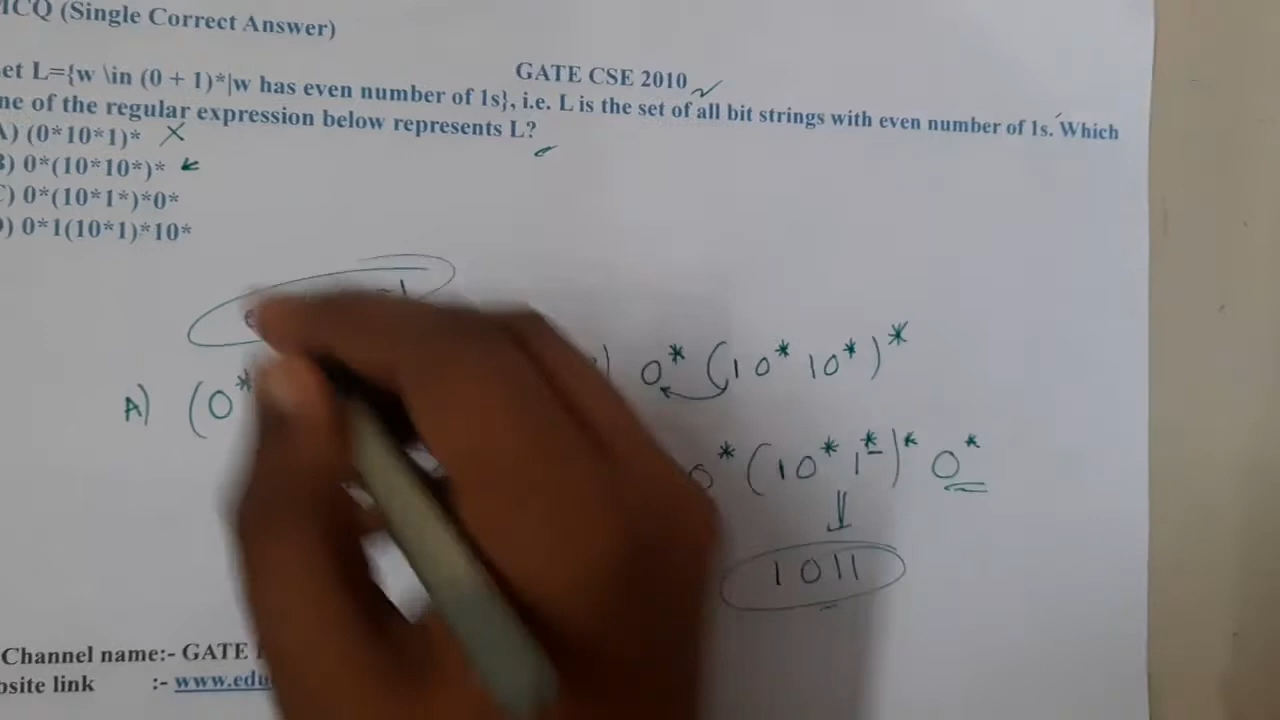 MCQ (Single Correct Answer)
GATE CSE 2010
et L={w \in (0 + 1)*|w has even number of 1s}, i.e. L is the set of all bit strings with even number of 1s. Which
ne of the regular expression below represents L?
A) (0*10*1)*
B) 0*(10*10*)*
C) 0*(10*1*)*0*
D) 0*1(10*1)*10*
0* (10* 10*)*
A) (0*
0* (10* 1*)* 0*
1011
Channel name:- GATE
bsite link :- www.edu